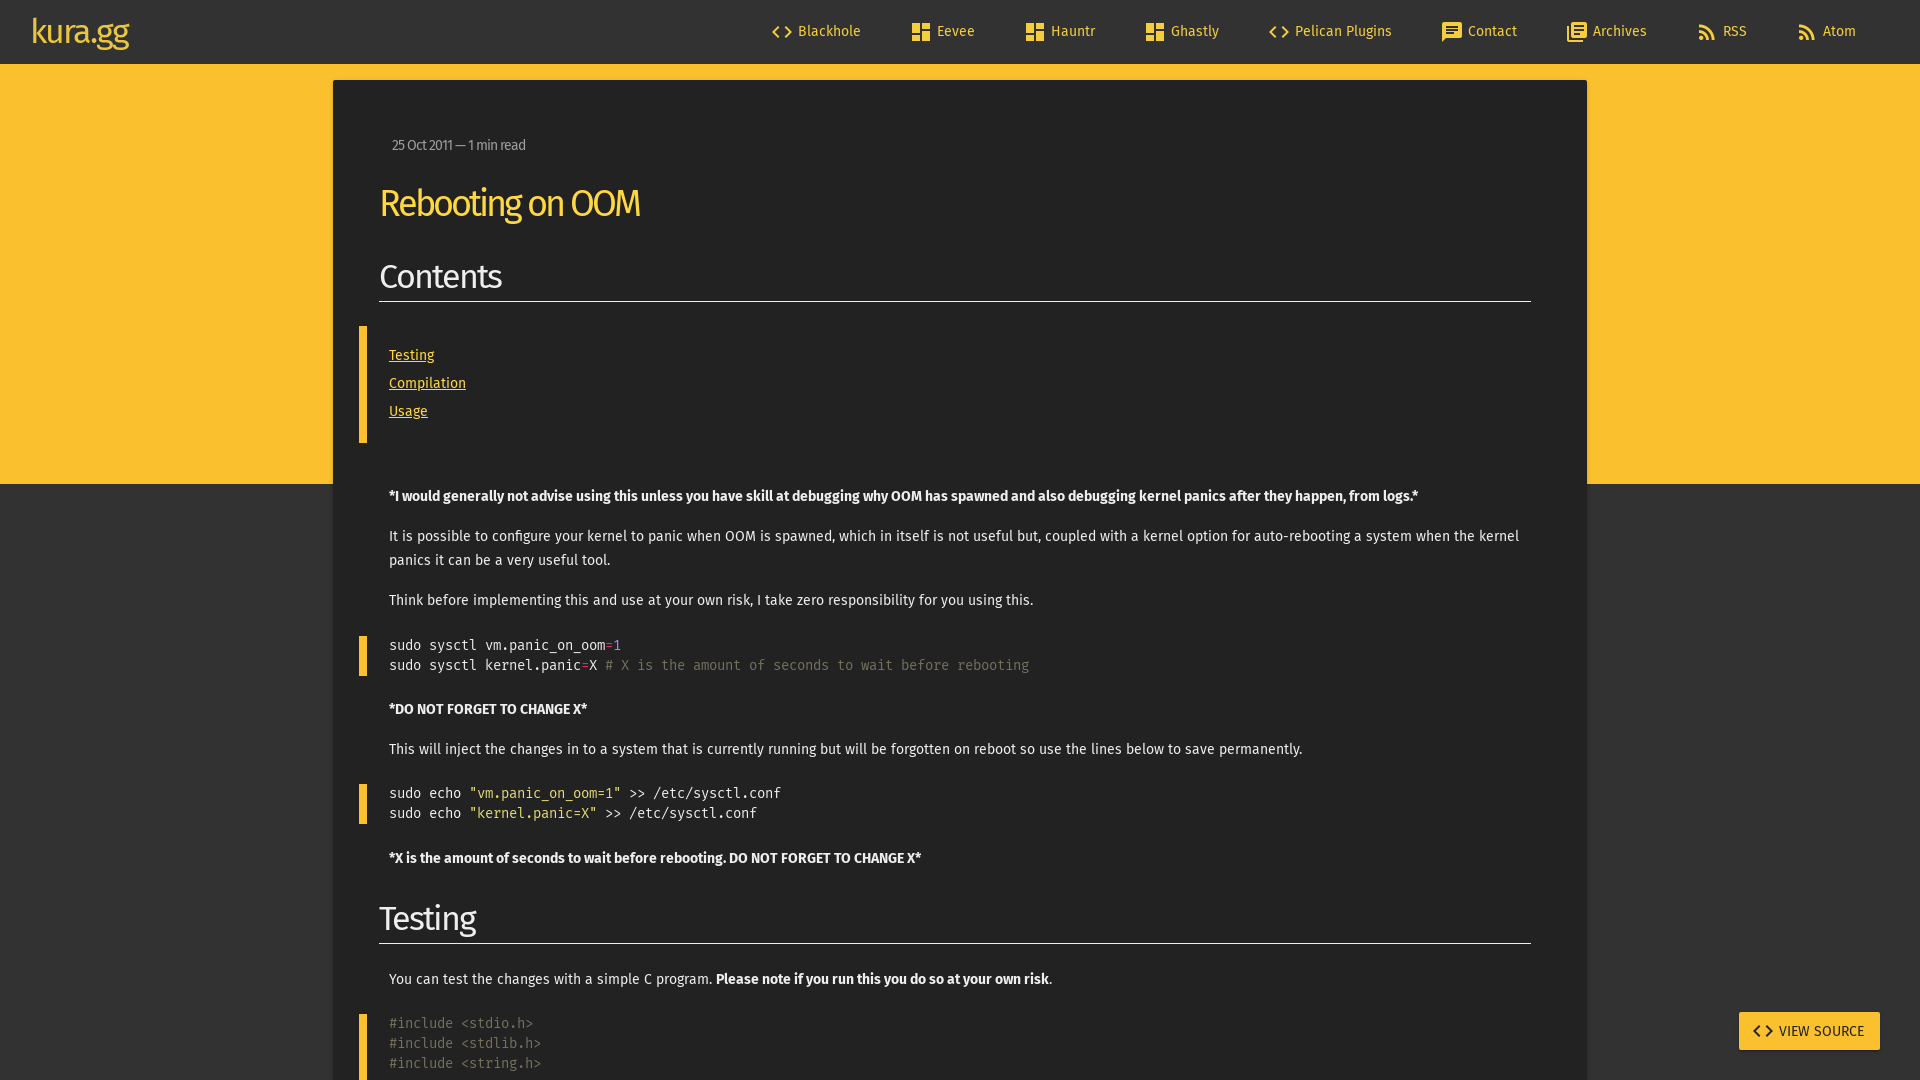 kura.gg
Blackhole
Eevee
Hauntr
Ghastly
Pelican Plugins
Contact
Archives
RSS
Atom
25 Oct 2011 — 1 min read
Rebooting on OOM
Contents
Testing
Compilation
Usage
*I would generally not advise using this unless you have skill at debugging why OOM has spawned and also debugging kernel panics after they happen, from logs.*
It is possible to configure your kernel to panic when OOM is spawned, which in itself is not useful but, coupled with a kernel option for auto-rebooting a system when the kernel
panics it can be a very useful tool.
Think before implementing this and use at your own risk, I take zero responsibility for you using this.
sudo sysctl vm.panic_on_oom=1
sudo sysctl kernel.panic=X # X is the amount of seconds to wait before rebooting
*DO NOT FORGET TO CHANGE X*
This will inject the changes in to a system that is currently running but will be forgotten on reboot so use the lines below to save permanently.
sudo echo "vm.panic_on_oom=1" >> /etc/sysctl.conf
sudo echo "kernel.panic=X" >> /etc/sysctl.conf
*X is the amount of seconds to wait before rebooting. DO NOT FORGET TO CHANGE X*
Testing
You can test the changes with a simple C program. Please note if you run this you do so at your own risk.
#include <stdio.h>
#include <stdlib.h>
#include <string.h>
VIEW SOURCE